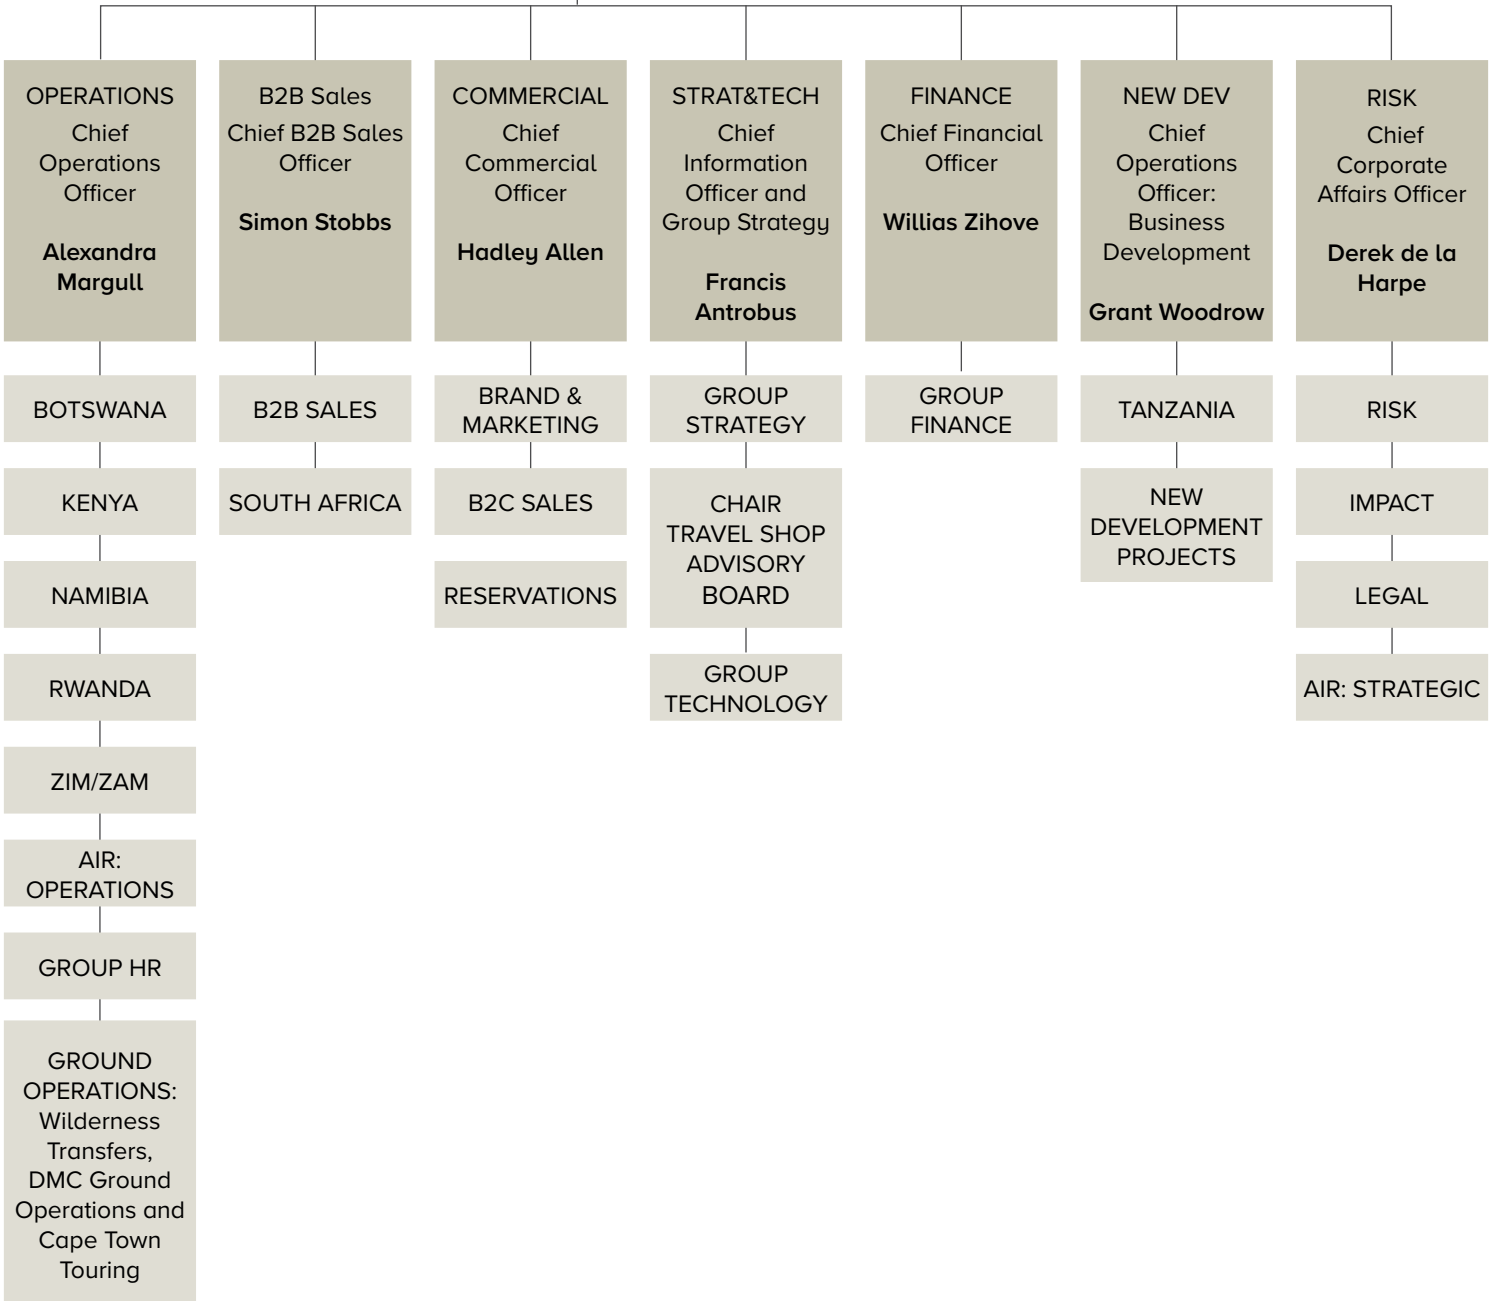 OPERATIONS
Chief
Operations
Officer
Alexandra
Margull
BOTSWANA
KENYA
NAMIBIA
RWANDA
ZIM/ZAM
AIR:
OPERATIONS
GROUP HR
GROUND
OPERATIONS:
Wilderness
Transfers,
DMC Ground
Operations and
Cape Town
Touring
B2B Sales
Chief B2B Sales
Officer
Simon Stobbs
B2B SALES
SOUTH AFRICA
COMMERCIAL
Chief
Commercial
Officer
Hadley Allen
BRAND &
MARKETING
B2C SALES
RESERVATIONS
STRAT&TECH
Chief
Information
Officer and
Group Strategy
Francis
Antrobus
GROUP
STRATEGY
CHAIR
TRAVEL SHOP
ADVISORY
BOARD
GROUP
TECHNOLOGY
FINANCE
Chief Financial
Officer
Willias Zihove
GROUP
FINANCE
NEW DEV
Chief
Operations
Officer:
Business
Development
Grant Woodrow
TANZANIA
NEW
DEVELOPMENT
PROJECTS
RISK
Chief
Corporate
Affairs Officer
Derek de la
Harpe
RISK
IMPACT
LEGAL
AIR: STRATEGIC